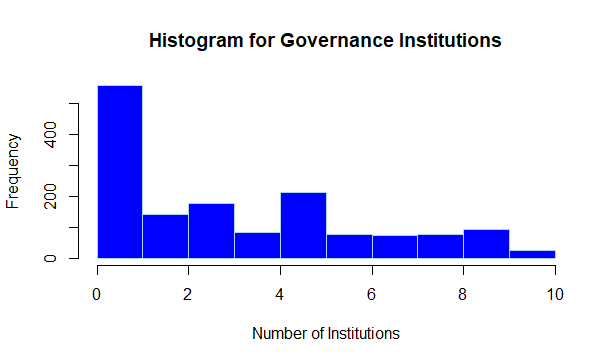 Histogram for Governance Institutions
Frequency
400
200
0
0 2 4 6 8 10
Number of Institutions